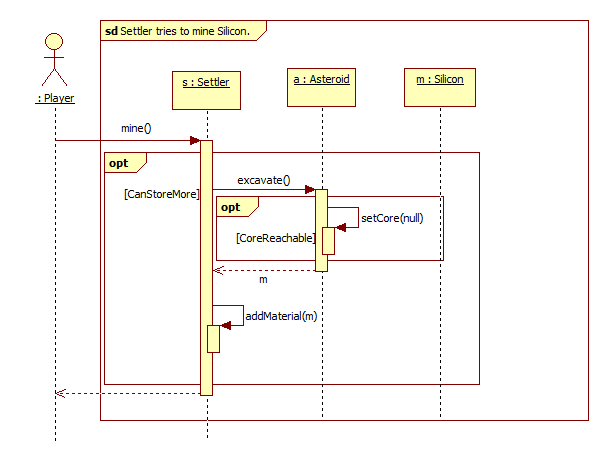 sd Settler tries to mine Silicon.
: Player
s : Settler
a : Asteroid
m : Silicon
mine()
opt
[CanStoreMore]
excavate()
opt
setCore(null)
[CoreReachable]
m
addMaterial(m)